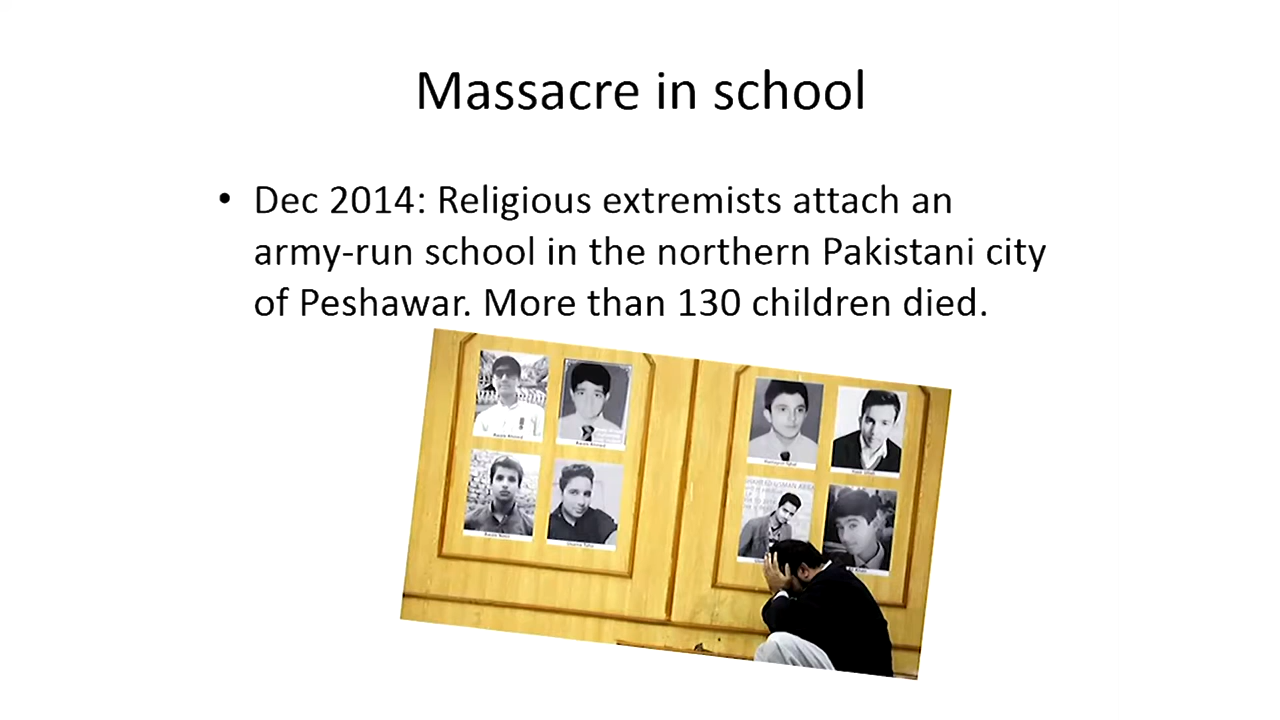 Massacre in school
• Dec 2014: Religious extremists attach an
army-run school in the northern Pakistani city
of Peshawar. More than 130 children died.